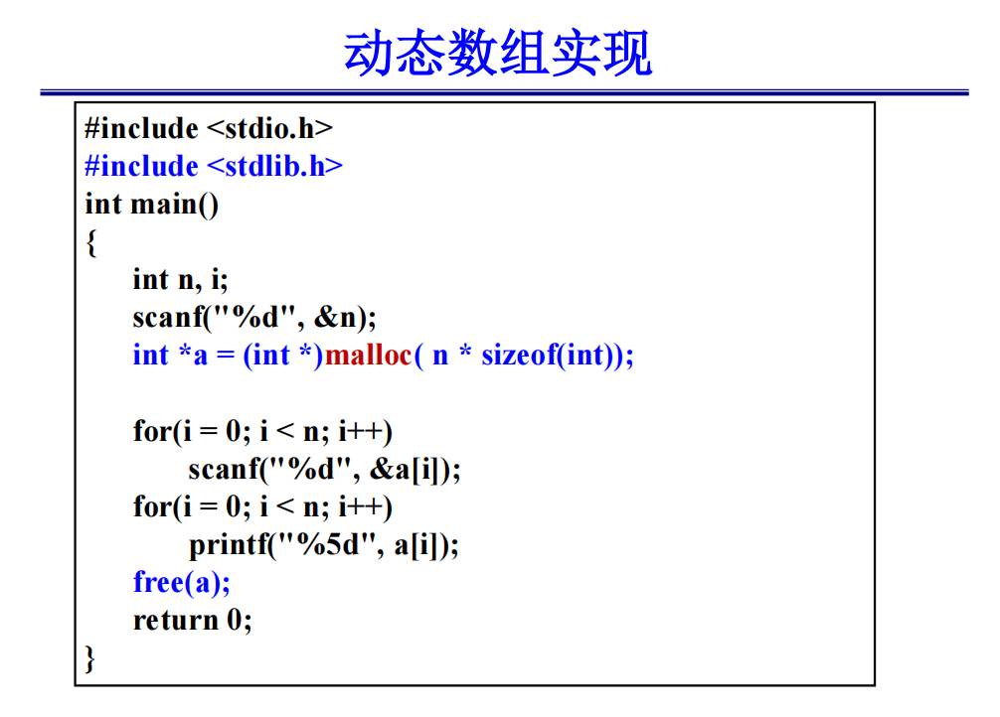 动态数组实现
#include <stdio.h>
#include <stdlib.h>
int main()
{
int n, i;
scanf("%d", &n);
int *a = (int *)malloc( n * sizeof(int));
for(i = 0; i < n; i++)
scanf("%d", &a[i]);
for(i = 0; i < n; i++)
printf("%5d", a[i]);
free(a);
return 0;
}